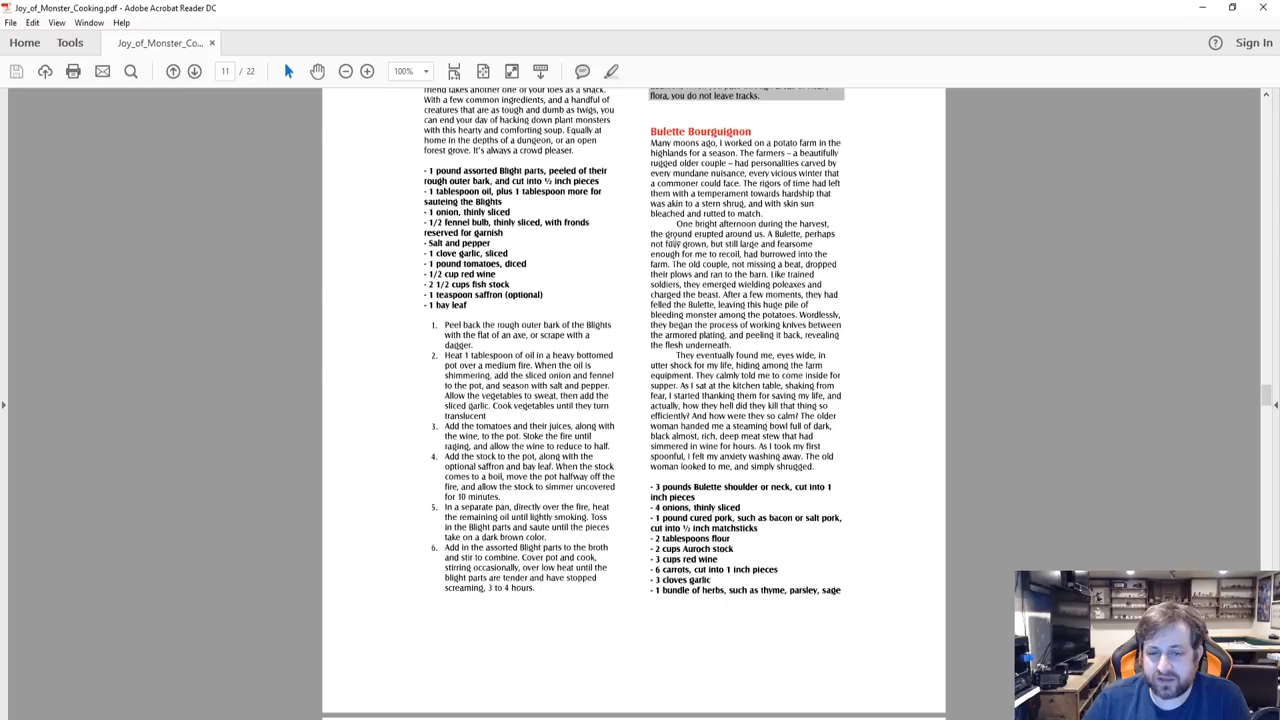 Joy_of_Monster_Cooking.pdf - Adobe Acrobat Reader DC
File Edit View Window Help
Home Tools Joy_of_Monster_Co... × Sign In
11 / 22 100%
friend takes another one of your toes as a snack.
With a few common ingredients, and a handful of
creatures that are as tough and dumb as twigs, you
can end your day of hacking down plant monsters
with this hearty and comforting soup. Equally at
home in the depths of a dungeon, or an open
forest grove. It's always a crowd pleaser.
- 1 pound assorted Blight parts, peeled of their
rough outer bark, and cut into ½ inch pieces
- 1 tablespoon oil, plus 1 tablespoon more for
sauteing the Blights
- 1 onion, thinly sliced
- 1/2 fennel bulb, thinly sliced, with fronds
reserved for garnish
- Salt and pepper
- 1 clove garlic, sliced
- 1 pound tomatoes, diced
- 1/2 cup red wine
- 2 1/2 cups fish stock
- 1 teaspoon saffron (optional)
- 1 bay leaf
1. Peel back the rough outer bark of the Blights
with the flat of an axe, or scrape with a
dagger.
2. Heat 1 tablespoon of oil in a heavy bottomed
pot over a medium fire. When the oil is
shimmering, add the sliced onion and fennel
to the pot, and season with salt and pepper.
Allow the vegetables to sweat, then add the
sliced garlic. Cook vegetables until they turn
translucent
3. Add the tomatoes and their juices, along with
the wine, to the pot. Stoke the fire until
raging, and allow the wine to reduce to half.
4. Add the stock to the pot, along with the
optional saffron and bay leaf. When the stock
comes to a boil, move the pot halfway off the
fire, and allow the stock to simmer uncovered
for 10 minutes.
5. In a separate pan, directly over the fire, heat
the remaining oil until lightly smoking. Toss
in the Blight parts and saute until the pieces
take on a dark brown color.
6. Add in the assorted Blight parts to the broth
and stir to combine. Cover pot and cook,
stirring occasionally, over low heat until the
blight parts are tender and have stopped
screaming, 3 to 4 hours.
flora, you do not leave tracks.
Bulette Bourguignon
Many moons ago, I worked on a potato farm in the
highlands for a season. The farmers – a beautifully
rugged older couple – had personalities carved by
every mundane nuisance, every vicious winter that
a commoner could face. The rigors of time had left
them with a temperament towards hardship that
was akin to a stern shrug, and with skin sun
bleached and rutted to match.
One bright afternoon during the harvest,
the ground erupted around us. A Bulette, perhaps
not fully grown, but still large and fearsome
enough for me to recoil, had burrowed into the
farm. The old couple, not missing a beat, dropped
their plows and ran to the barn. Like trained
soldiers, they emerged wielding poleaxes and
charged the beast. After a few moments, they had
felled the Bulette, leaving this huge pile of
bleeding monster among the potatoes. Wordlessly,
they began the process of working knives between
the armored plating, and peeling it back, revealing
the flesh underneath.
They eventually found me, eyes wide, in
utter shock for my life, hiding among the farm
equipment. They calmly told me to come inside for
supper. As I sat at the kitchen table, shaking from
fear, I started thanking them for saving my life, and
actually, how they hell did they kill that thing so
efficiently? And how were they so calm? The older
woman handed me a steaming bowl full of dark,
black almost, rich, deep meat stew that had
simmered in wine for hours. As I took my first
spoonful, I felt my anxiety washing away. The old
woman looked to me, and simply shrugged.
- 3 pounds Bulette shoulder or neck, cut into 1
inch pieces
- 4 onions, thinly sliced
- 1 pound cured pork, such as bacon or salt pork,
cut into ½ inch matchsticks
- 2 tablespoons flour
- 2 cups Auroch stock
- 3 cups red wine
- 6 carrots, cut into 1 inch pieces
- 3 cloves garlic
- 1 bundle of herbs, such as thyme, parsley, sage